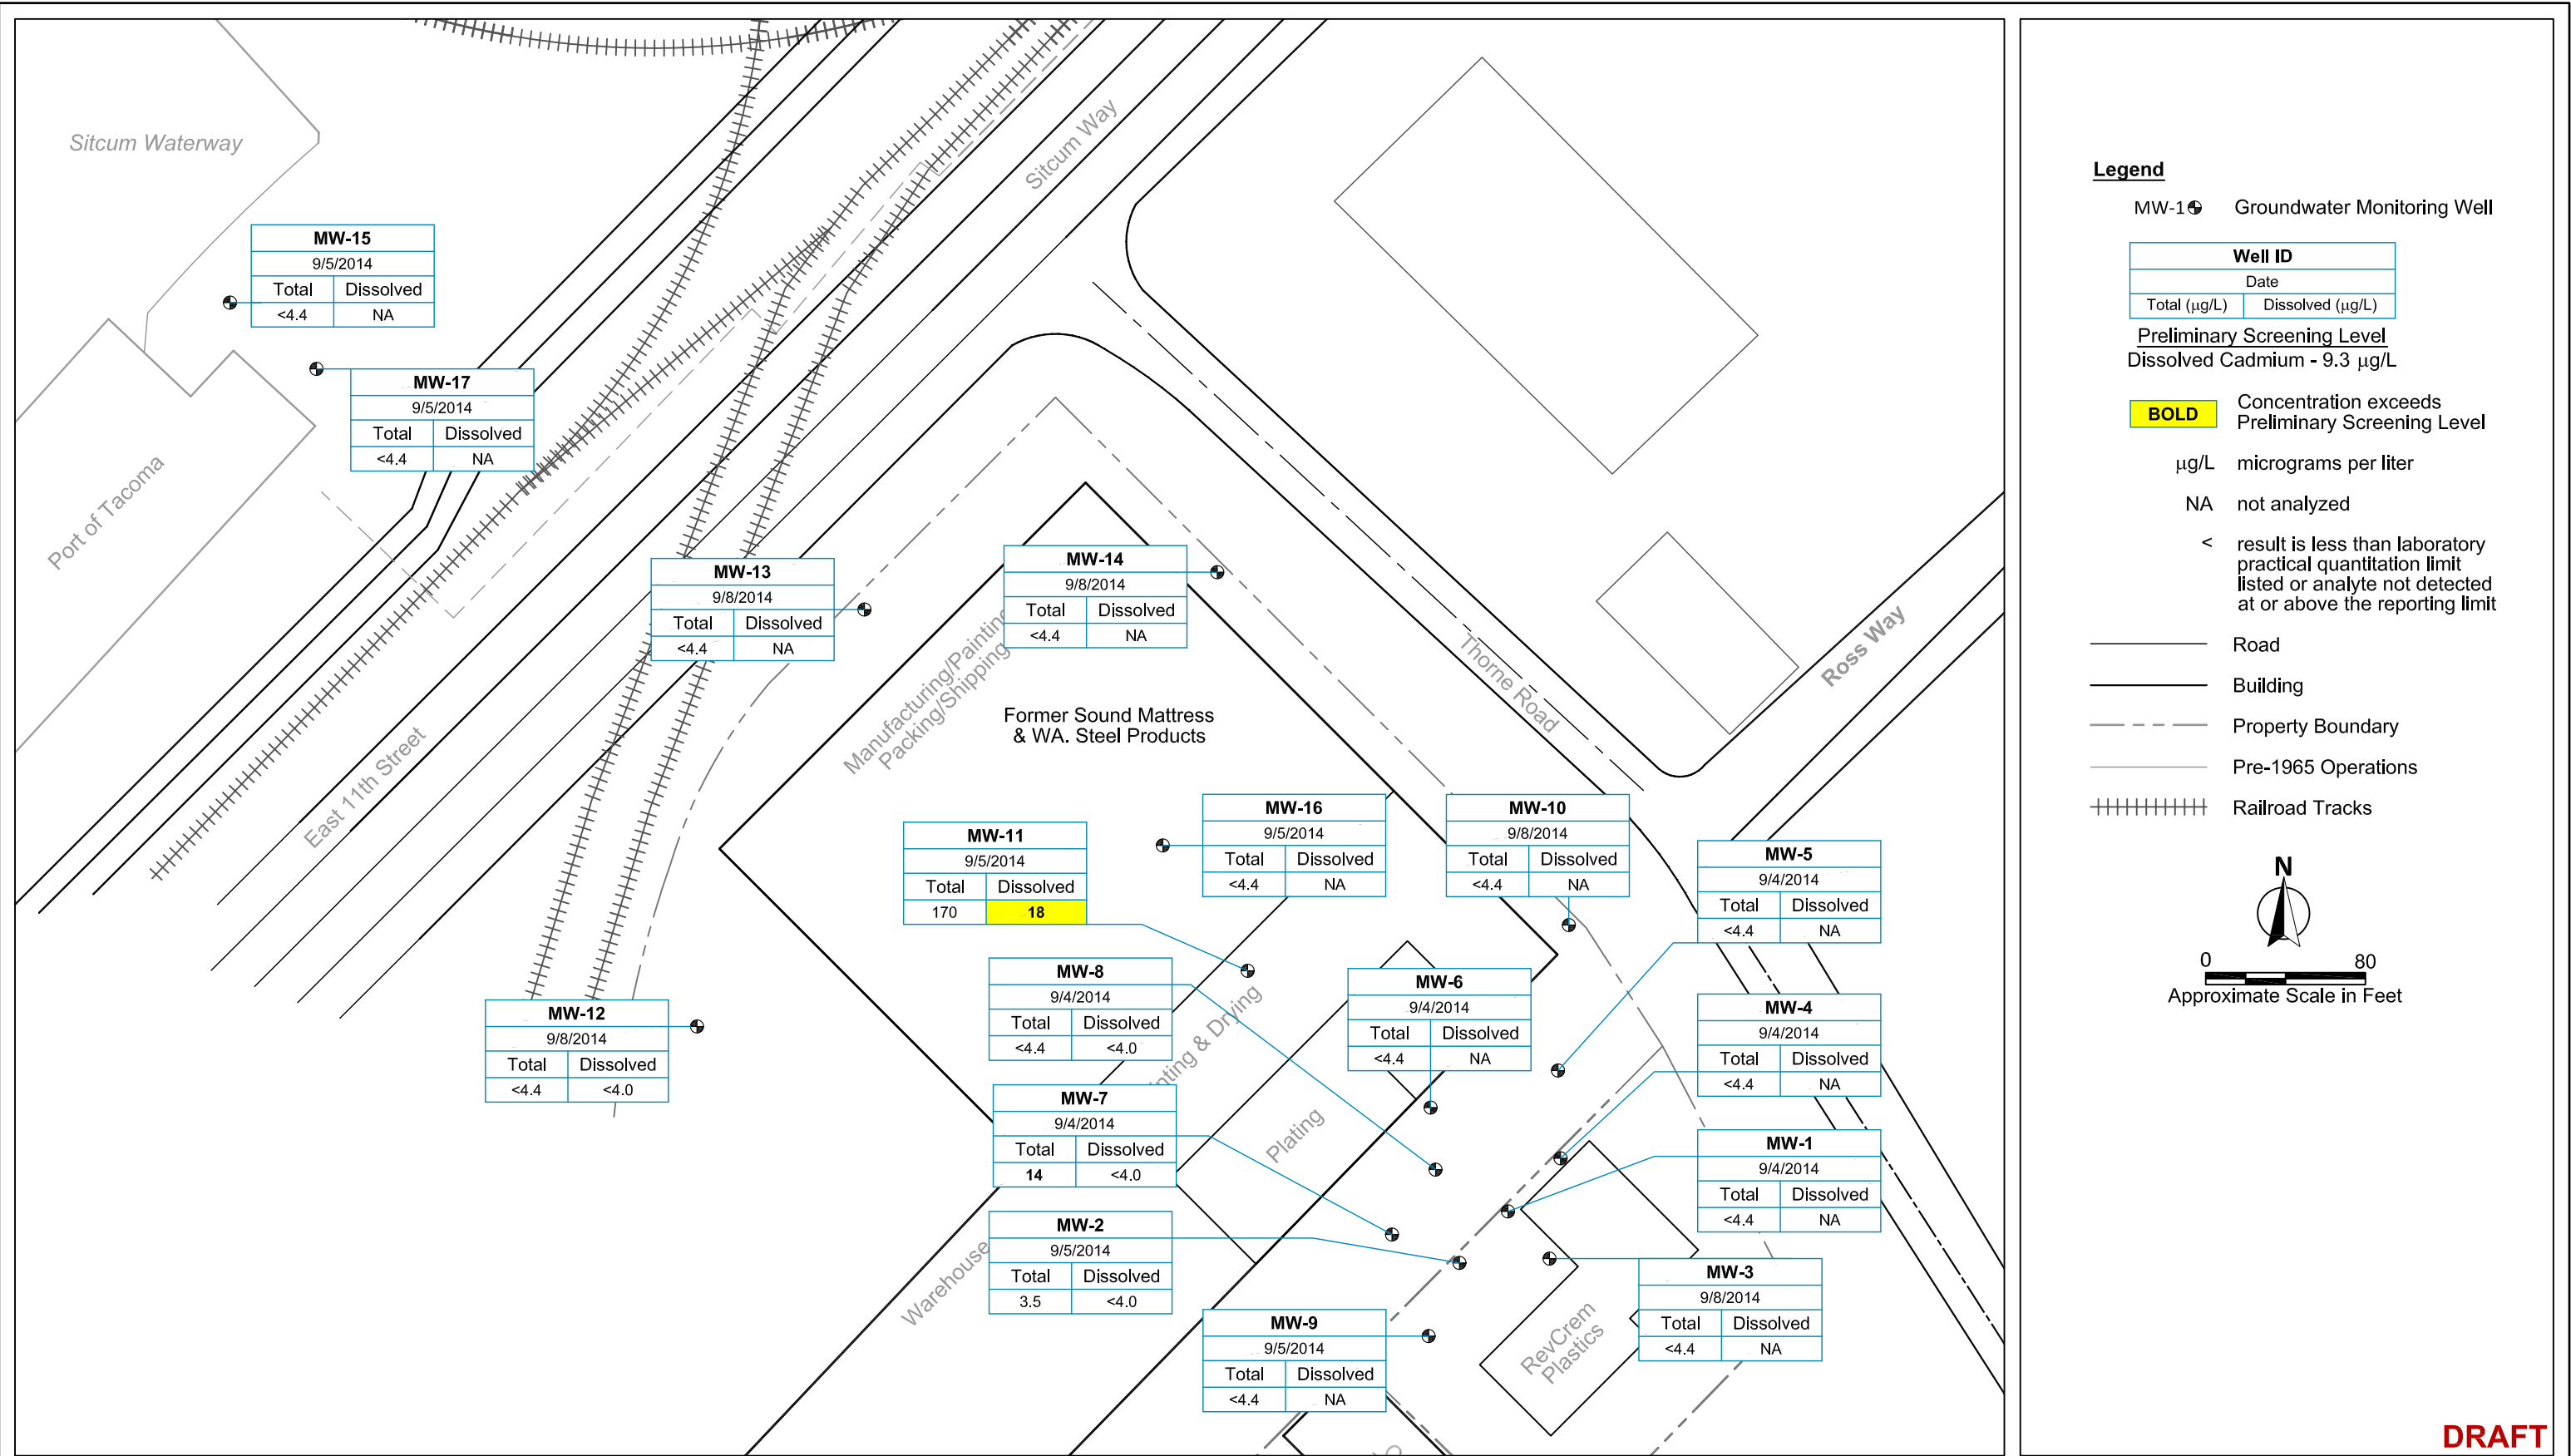 Sitcum Waterway
Sitcum Way
MW-15
9/5/2014
Total Dissolved
<4.4 NA
MW-17
9/5/2014
Total Dissolved
<4.4 NA
Port of Tacoma
East 11th Street
MW-13
9/8/2014
Total Dissolved
<4.4 NA
MW-14
9/8/2014
Total Dissolved
<4.4 NA
Manufacturing/Painting
Packing/Shipping
Former Sound Mattress
& WA. Steel Products
Thorne Road
Ross Way
MW-11
9/5/2014
Total Dissolved
170 18
MW-16
9/5/2014
Total Dissolved
<4.4 NA
MW-10
9/8/2014
Total Dissolved
<4.4 NA
MW-5
9/4/2014
Total Dissolved
<4.4 NA
MW-12
9/8/2014
Total Dissolved
<4.4 <4.0
MW-8
9/4/2014
Total Dissolved
<4.4 <4.0
nting & Drying
MW-6
9/4/2014
Total Dissolved
<4.4 NA
MW-4
9/4/2014
Total Dissolved
<4.4 NA
MW-7
9/4/2014
Total Dissolved
14 <4.0
Plating
MW-1
9/4/2014
Total Dissolved
<4.4 NA
MW-2
9/5/2014
Total Dissolved
3.5 <4.0
Warehouse
MW-9
9/5/2014
Total Dissolved
<4.4 NA
MW-3
9/8/2014
Total Dissolved
<4.4 NA
RevCrem
Plastics
Legend
MW-1 Groundwater Monitoring Well
Well ID
Date
Total (µg/L) Dissolved (µg/L)
Preliminary Screening Level
Dissolved Cadmium - 9.3 µg/L
BOLD Concentration exceeds
Preliminary Screening Level
µg/L micrograms per liter
NA not analyzed
< result is less than laboratory
practical quantitation limit
listed or analyte not detected
at or above the reporting limit
Road
Building
Property Boundary
Pre-1965 Operations
Railroad Tracks
N
0 80
Approximate Scale in Feet
DRAFT